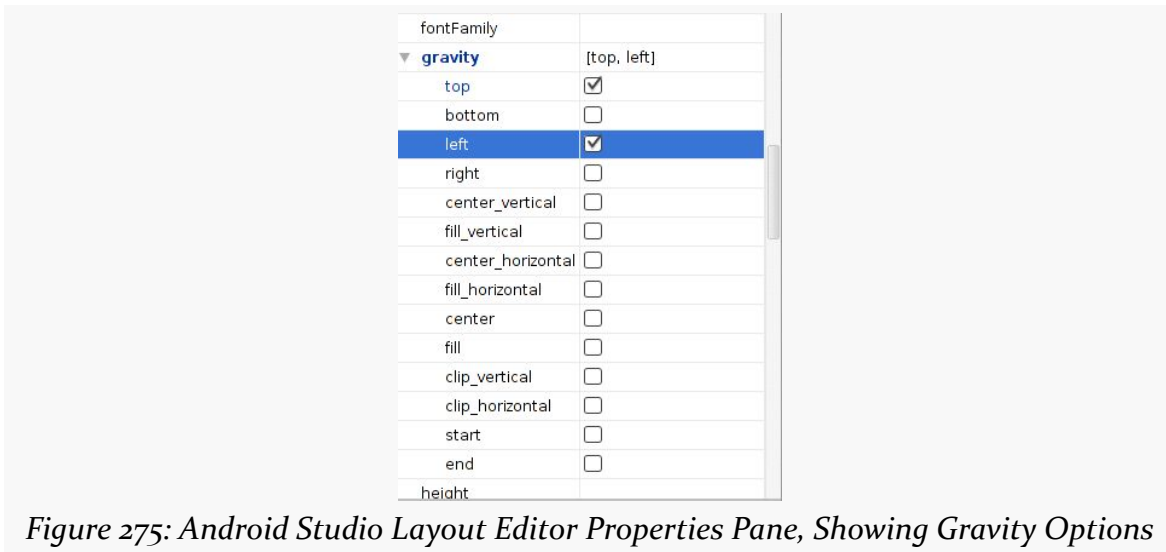 fontFamily
gravity [top, left]
top
bottom
left
right
center_vertical
fill_vertical
center_horizontal
fill_horizontal
center
fill
clip_vertical
clip_horizontal
start
end
height
Figure 275: Android Studio Layout Editor Properties Pane, Showing Gravity Options